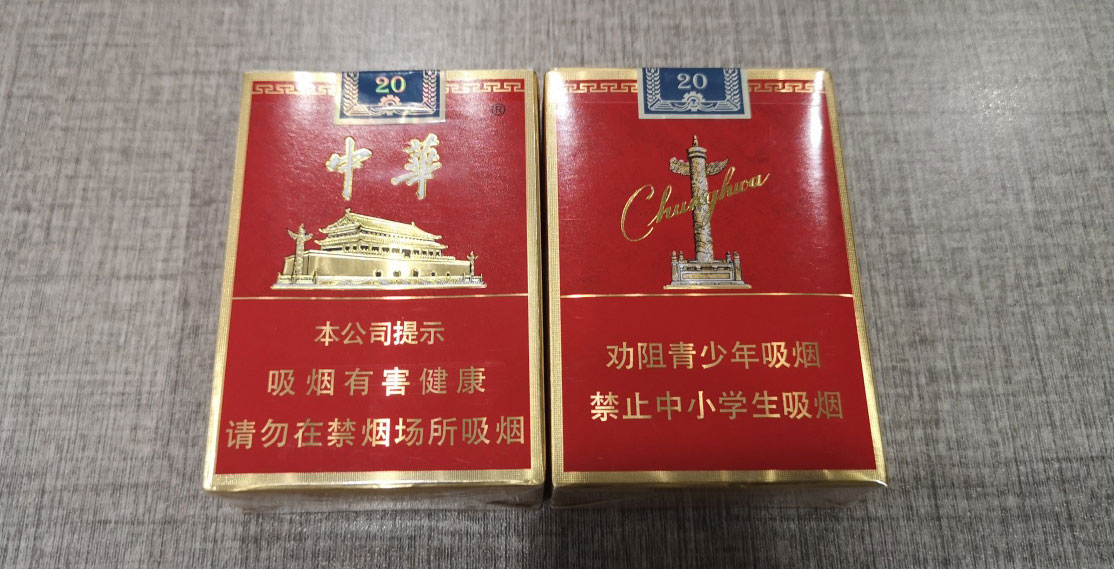 20
®
中華
本公司提示
吸烟有害健康
请勿在禁烟场所吸烟
20
Chunghwa
劝阻青少年吸烟
禁止中小学生吸烟